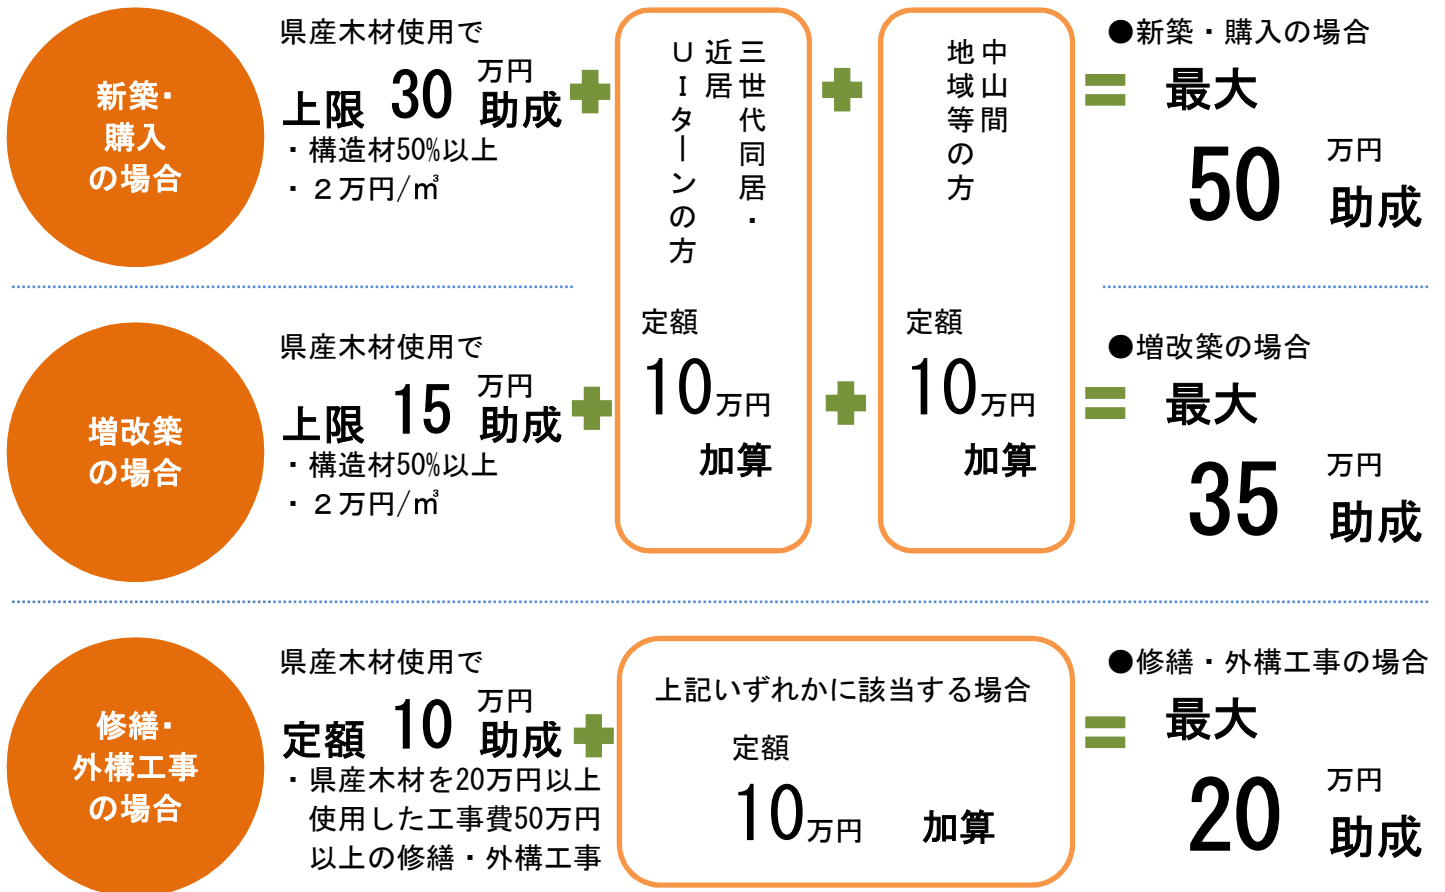 新築・
購入
の場合
県産木材使用で
上限 30 万円助成
・構造材50%以上
・２万円/㎥
三世代同居・
近居
ＵＩターンの方
定額
10万円
加算
中山間
地域等の方
定額
10万円
加算
●新築・購入の場合
最大
50 万円助成
増改築
の場合
県産木材使用で
上限 15 万円助成
・構造材50%以上
・２万円/㎥
●増改築の場合
最大
35 万円助成
修繕・
外構工事
の場合
県産木材使用で
定額 10 万円助成
・県産木材を20万円以上
使用した工事費50万円
以上の修繕・外構工事
上記いずれかに該当する場合
定額
10万円 加算
●修繕・外構工事の場合
最大
20 万円助成